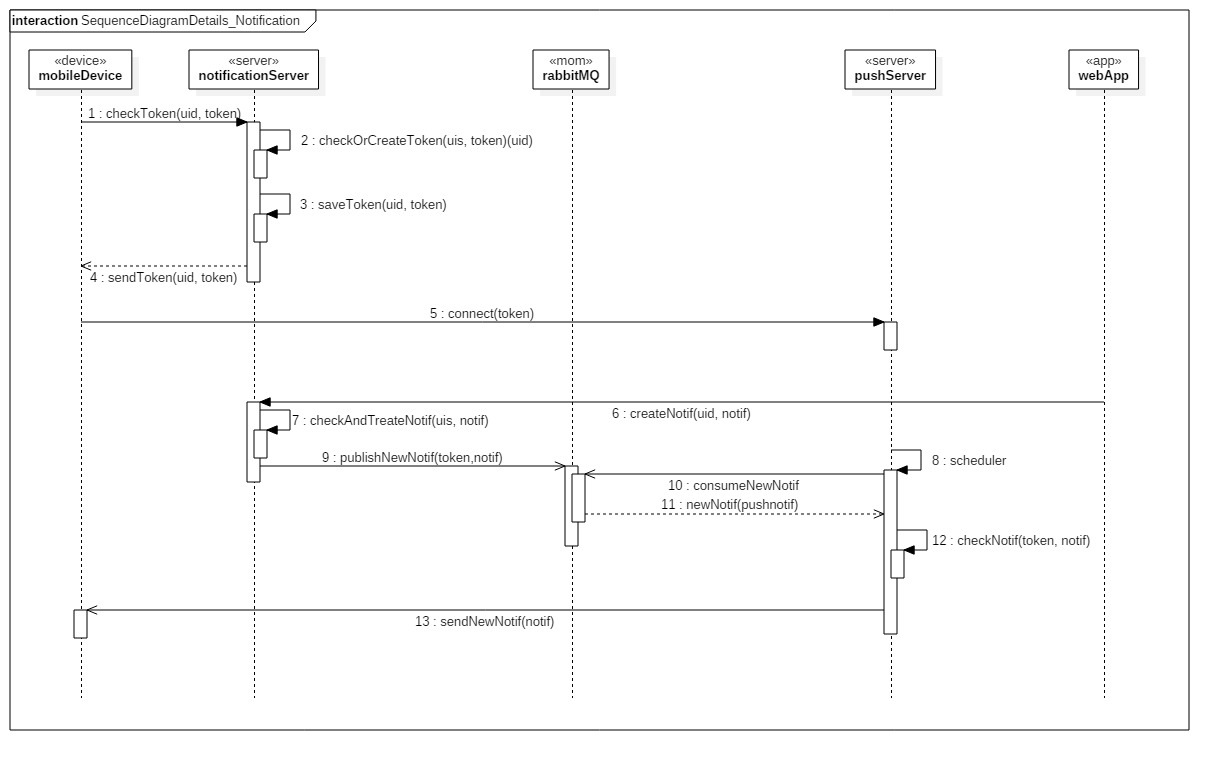 interaction SequenceDiagramDetails_Notification
«device»
mobileDevice
«server»
notificationServer
«mom»
rabbitMQ
«server»
pushServer
«app»
webApp
1 : checkToken(uid, token)
2 : checkOrCreateToken(uis, token)(uid)
3 : saveToken(uid, token)
4 : sendToken(uid, token)
5 : connect(token)
6 : createNotif(uid, notif)
7 : checkAndTreateNotif(uis, notif)
9 : publishNewNotif(token,notif)
8 : scheduler
10 : consumeNewNotif
11 : newNotif(pushnotif)
12 : checkNotif(token, notif)
13 : sendNewNotif(notif)